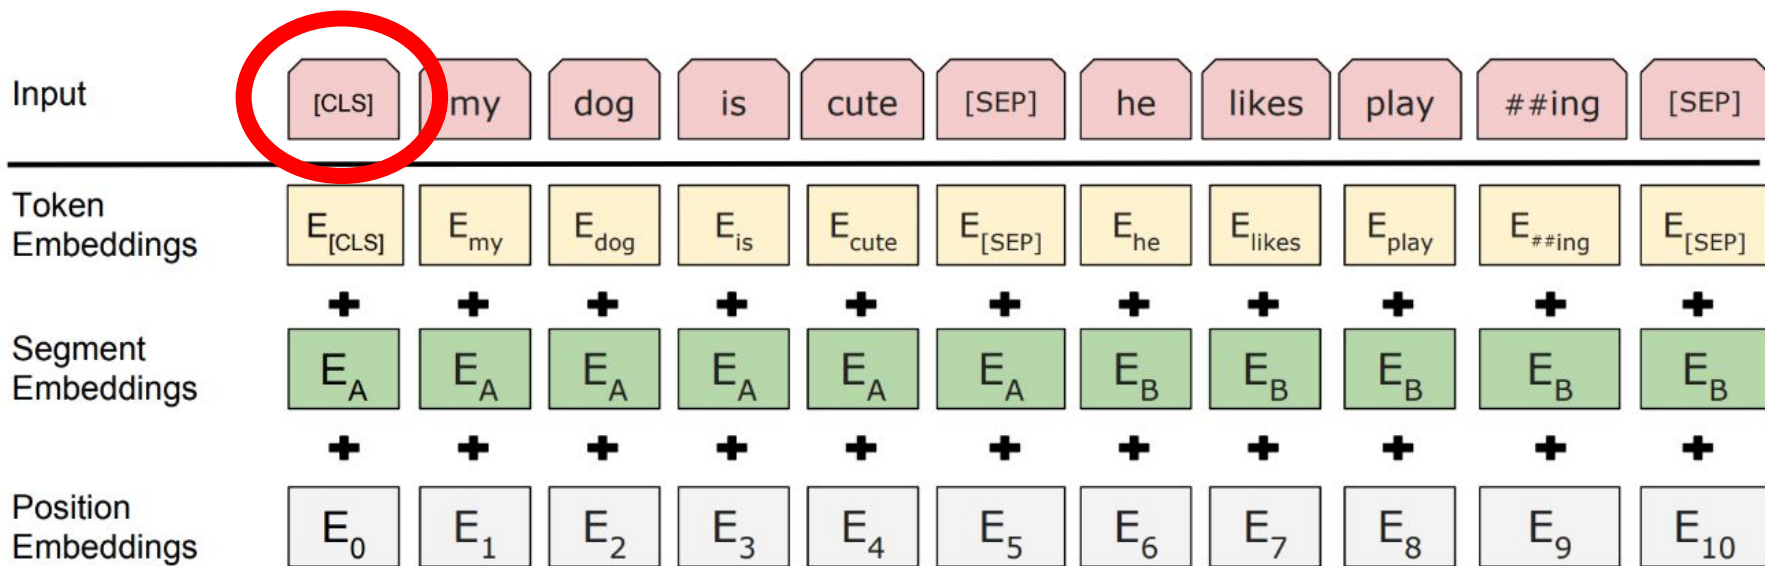 Input [CLS] my dog is cute [SEP] he likes play ##ing [SEP]
Token Embeddings E[CLS] Emy Edog Eis Ecute E[SEP] Ehe Elikes Eplay E##ing E[SEP]
+ + + + + + + + + + +
Segment Embeddings EA EA EA EA EA EA EB EB EB EB EB
+ + + + + + + + + + +
Position Embeddings E0 E1 E2 E3 E4 E5 E6 E7 E8 E9 E10